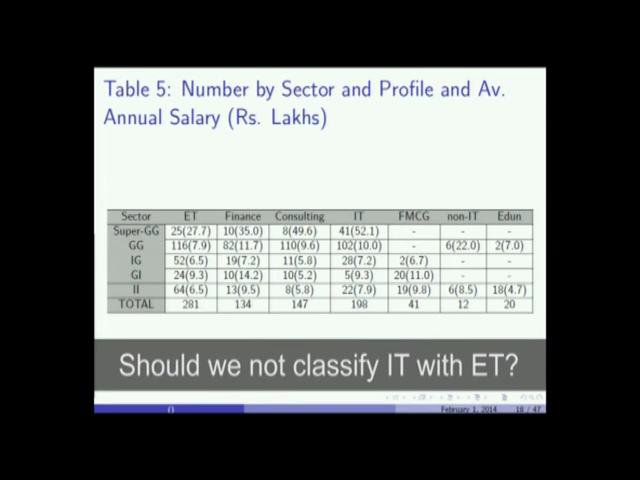 Table 5: Number by Sector and Profile and Av.
Annual Salary (Rs. Lakhs)
Sector ET Finance Consulting IT FMCG non-IT Edun
Super-GG 25(27.7) 10(35.0) 8(49.6) 41(52.1) - - -
GG 116(7.9) 82(11.7) 110(9.6) 102(10.0) - 6(22.0) 2(7.0)
IG 52(6.5) 19(7.2) 11(5.8) 28(7.2) 2(6.7) - -
GI 24(9.3) 10(14.2) 10(5.2) 5(9.3) 20(11.0) - -
II 64(6.5) 13(9.5) 8(5.8) 22(7.9) 19(9.8) 6(8.5) 18(4.7)
TOTAL 281 134 147 198 41 12 20
Should we not classify IT with ET?
() February 1, 2014 18 / 47